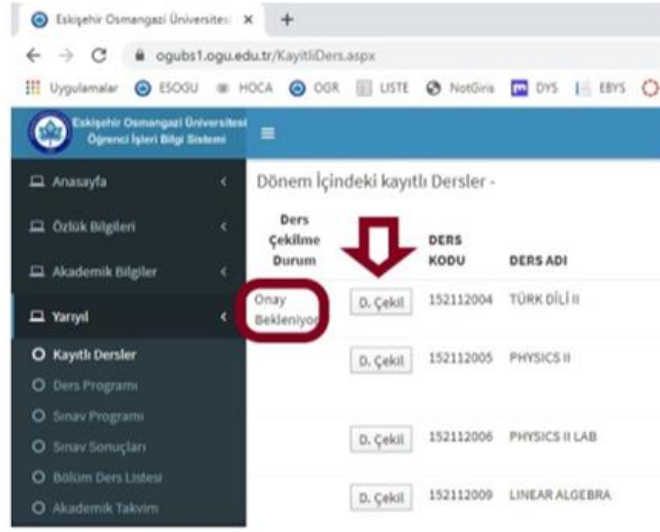 Eskişehir Osmangazi Üniversitesi
ogubs1.ogu.edu.tr/KayitliDers.aspx
Uygulamalar ESOGU HOCA OGR LISTE NotGiris DYS EBYS
Eskişehir Osmangazi Üniversitesi
Öğrenci İşleri Bilgi Sistemi
Anasayfa
Özlük Bilgileri
Akademik Bilgiler
Yarıyıl
Kayıtlı Dersler
Ders Programı
Sınav Programı
Sınav Sonuçları
Bölüm Ders Listesi
Akademik Takvim
Dönem İçindeki kayıtlı Dersler -
Ders
Çekilme
Durum
DERS
KODU
DERS ADI
Onay
Bekleniyor
D. Çekil 152112004 TÜRK DİLİ II
D. Çekil 152112005 PHYSICS II
D. Çekil 152112006 PHYSICS II LAB
D. Çekil 152112009 LINEAR ALGEBRA